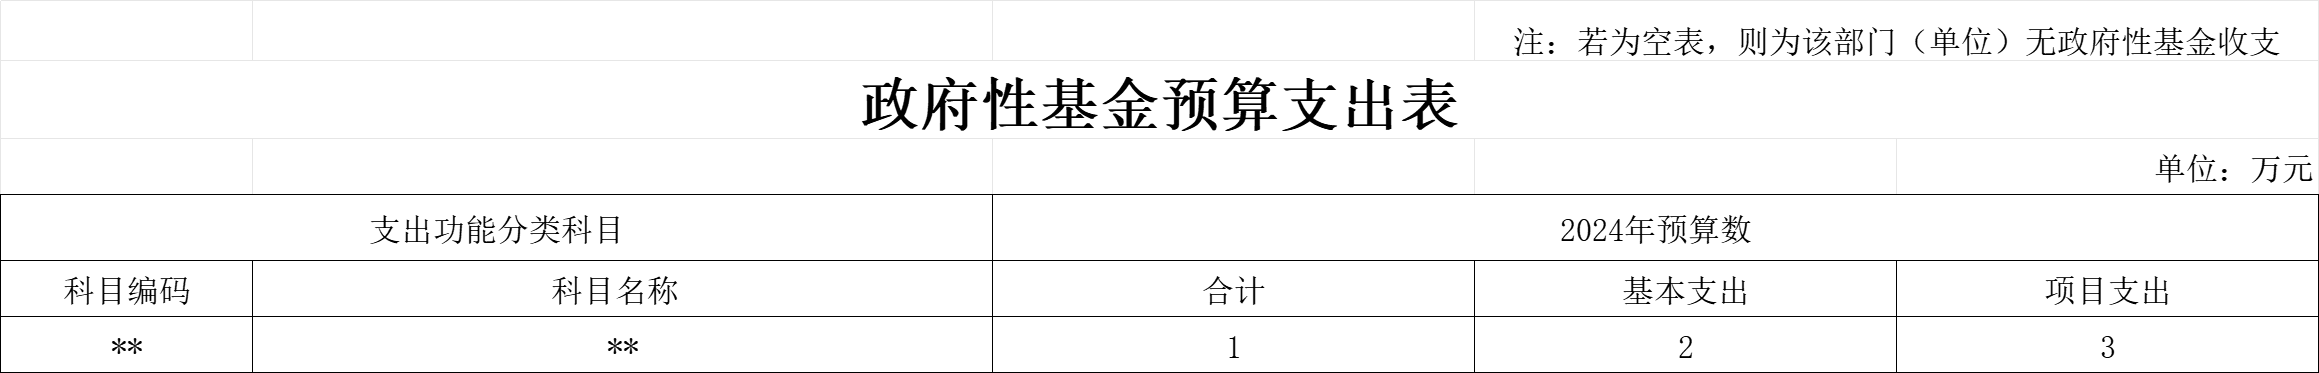 注：若为空表，则为该部门（单位）无政府性基金收支
政府性基金预算支出表
单位：万元
支出功能分类科目 2024年预算数
科目编码 科目名称 合计 基本支出 项目支出
** ** 1 2 3